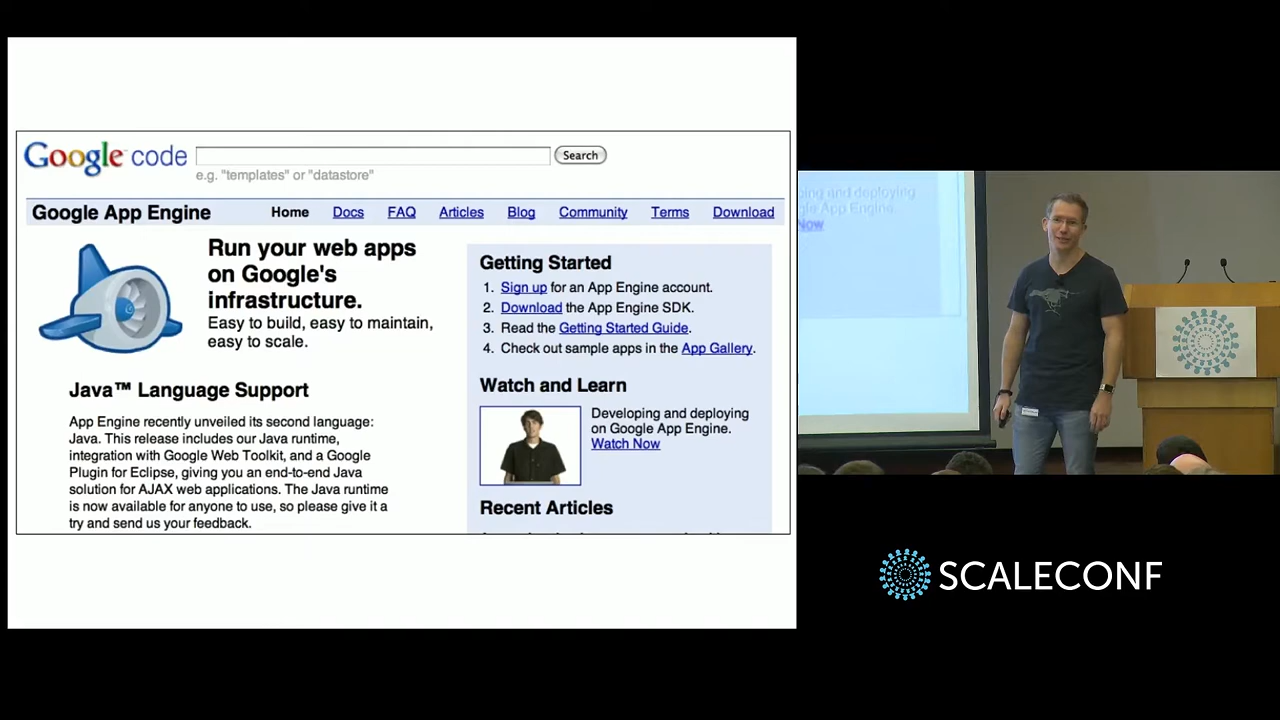 Google code
Search
e.g. "templates" or "datastore"
Google App Engine
Home Docs FAQ Articles Blog Community Terms Download
Run your web apps
on Google's
infrastructure.
Easy to build, easy to maintain,
easy to scale.
Java™ Language Support
App Engine recently unveiled its second language:
Java. This release includes our Java runtime,
integration with Google Web Toolkit, and a Google
Plugin for Eclipse, giving you an end-to-end Java
solution for AJAX web applications. The Java runtime
is now available for anyone to use, so please give it a
try and send us your feedback.
Getting Started
1. Sign up for an App Engine account.
2. Download the App Engine SDK.
3. Read the Getting Started Guide.
4. Check out sample apps in the App Gallery.
Watch and Learn
Developing and deploying
on Google App Engine.
Watch Now
Recent Articles
ping and deploying
gle App Engine.
Now
SCALECONF